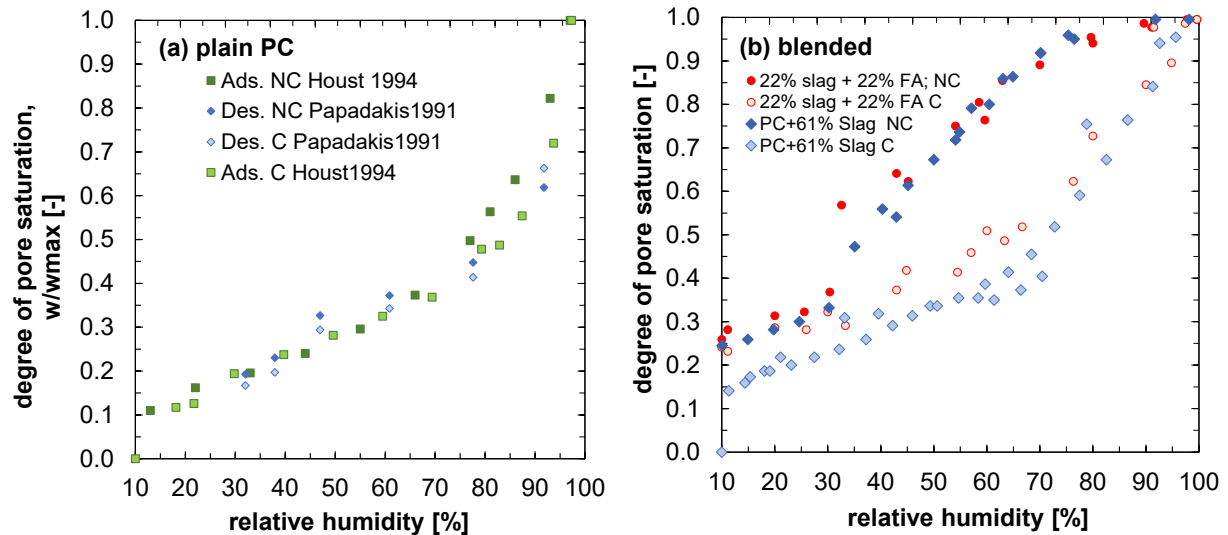 (a) plain PC
Ads. NC Houst 1994
Des. NC Papadakis1991
Des. C Papadakis1991
Ads. C Houst1994
degree of pore saturation,
w/wmax [-]
1.0
0.9
0.8
0.7
0.6
0.5
0.4
0.3
0.2
0.1
0.0
10 20 30 40 50 60 70 80 90 100
relative humidity [%]
(b) blended
22% slag + 22% FA; NC
22% slag + 22% FA C
PC+61% Slag NC
PC+61% Slag C
degree of pore saturation [-]
1.0
0.9
0.8
0.7
0.6
0.5
0.4
0.3
0.2
0.1
0.0
10 20 30 40 50 60 70 80 90 100
relative humidity [%]